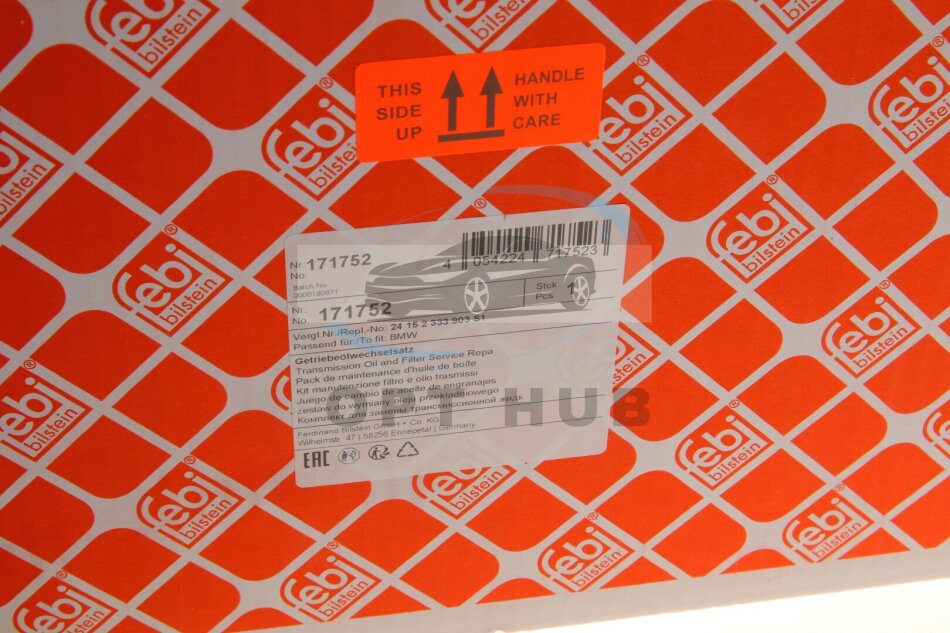 febi
bilstein
THIS
SIDE
UP
HANDLE
WITH
CARE
Nr.
No. 171752
Batch No.
4 054224 717523
Nr.
No. 171752
Stck.
Pcs 1
Vergl.Nr./Repl.-No: 24 15 2 333 903 S1
Passend für:/To fit: BMW
Getriebeölwechselsatz
Transmission Oil and Filter Service Repa
Pack de maintenance d'huile de boîte
Kit manutenzione filtro e olio trasmissi
Juego de cambio de aceite de engranajes
zestaw do wymiany oleju przekładniowego
Комплект для замены трансмиссионной жидк
Ferdinand Bilstein GmbH + Co. KG
Wilhelmstr. 47 | 58256 Ennepetal | Germany
EAC
OPT HUB